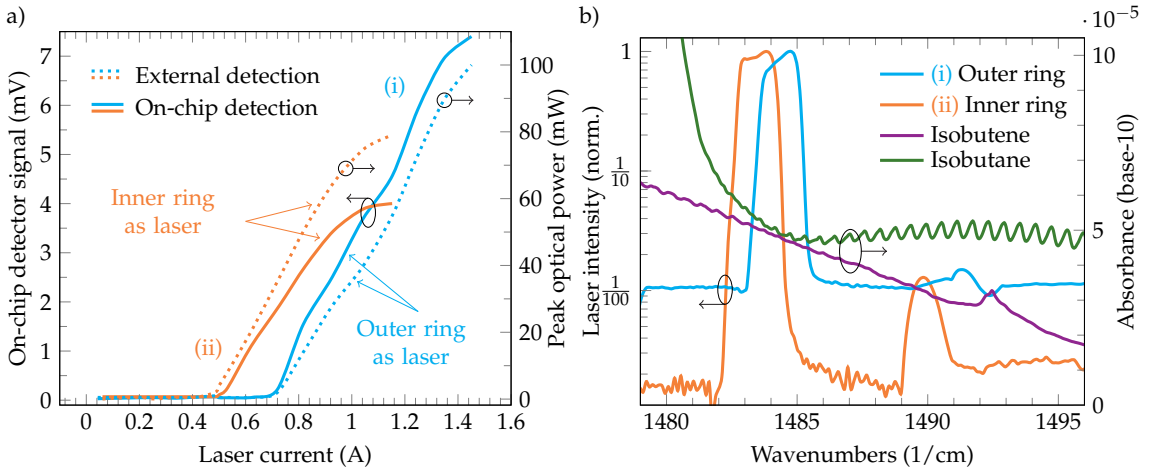 a)
External detection
On-chip detection
(i)
Inner ring
as laser
(ii)
Outer ring
as laser
On-chip detector signal (mV)
7
6
5
4
3
2
1
0
Peak optical power (mW)
100
80
60
40
20
0
0 0.2 0.4 0.6 0.8 1 1.2 1.4 1.6
Laser current (A)
b)
·10⁻⁵
(i) Outer ring
(ii) Inner ring
Isobutene
Isobutane
Laser intensity (norm.)
1
1
10
1
100
Absorbance (base-10)
10
5
0
1480 1485 1490 1495
Wavenumbers (1/cm)